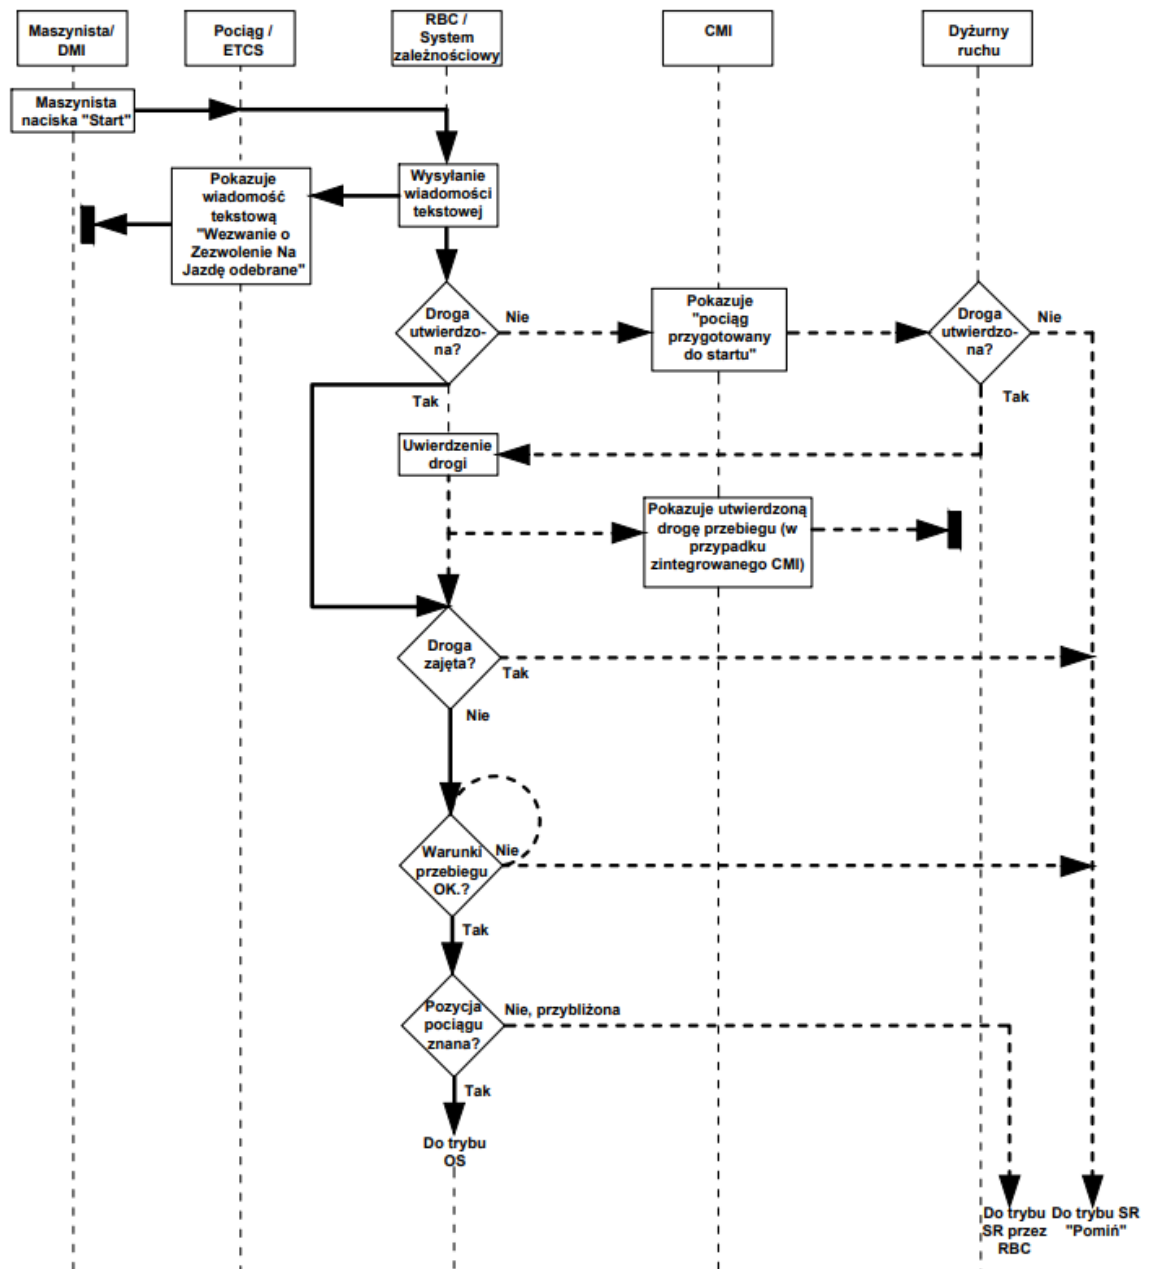 Maszynista/
DMI
Pociąg /
ETCS
RBC /
System
zależnościowy
CMI
Dyżurny
ruchu
Maszynista
naciska "Start"
Pokazuje
wiadomość
tekstową
"Wezwanie o
Zezwolenie Na
Jazdę odebrane"
Wysyłanie
wiadomości
tekstowej
Droga
utwierdzo-
na?
Nie
Pokazuje
"pociąg
przygotowany
do startu"
Droga
utwierdzo-
na?
Nie
Tak
Tak
Uwierdzenie
drogi
Pokazuje utwierdzoną
drogę przebiegu (w
przypadku
zintegrowanego CMI)
Droga
zajęta?
Tak
Nie
Warunki
przebiegu
OK.?
Nie
Tak
Pozycja
pociągu
znana?
Nie, przybliżona
Tak
Do trybu
OS
Do trybu
SR przez
RBC
Do trybu SR
"Pomiń"